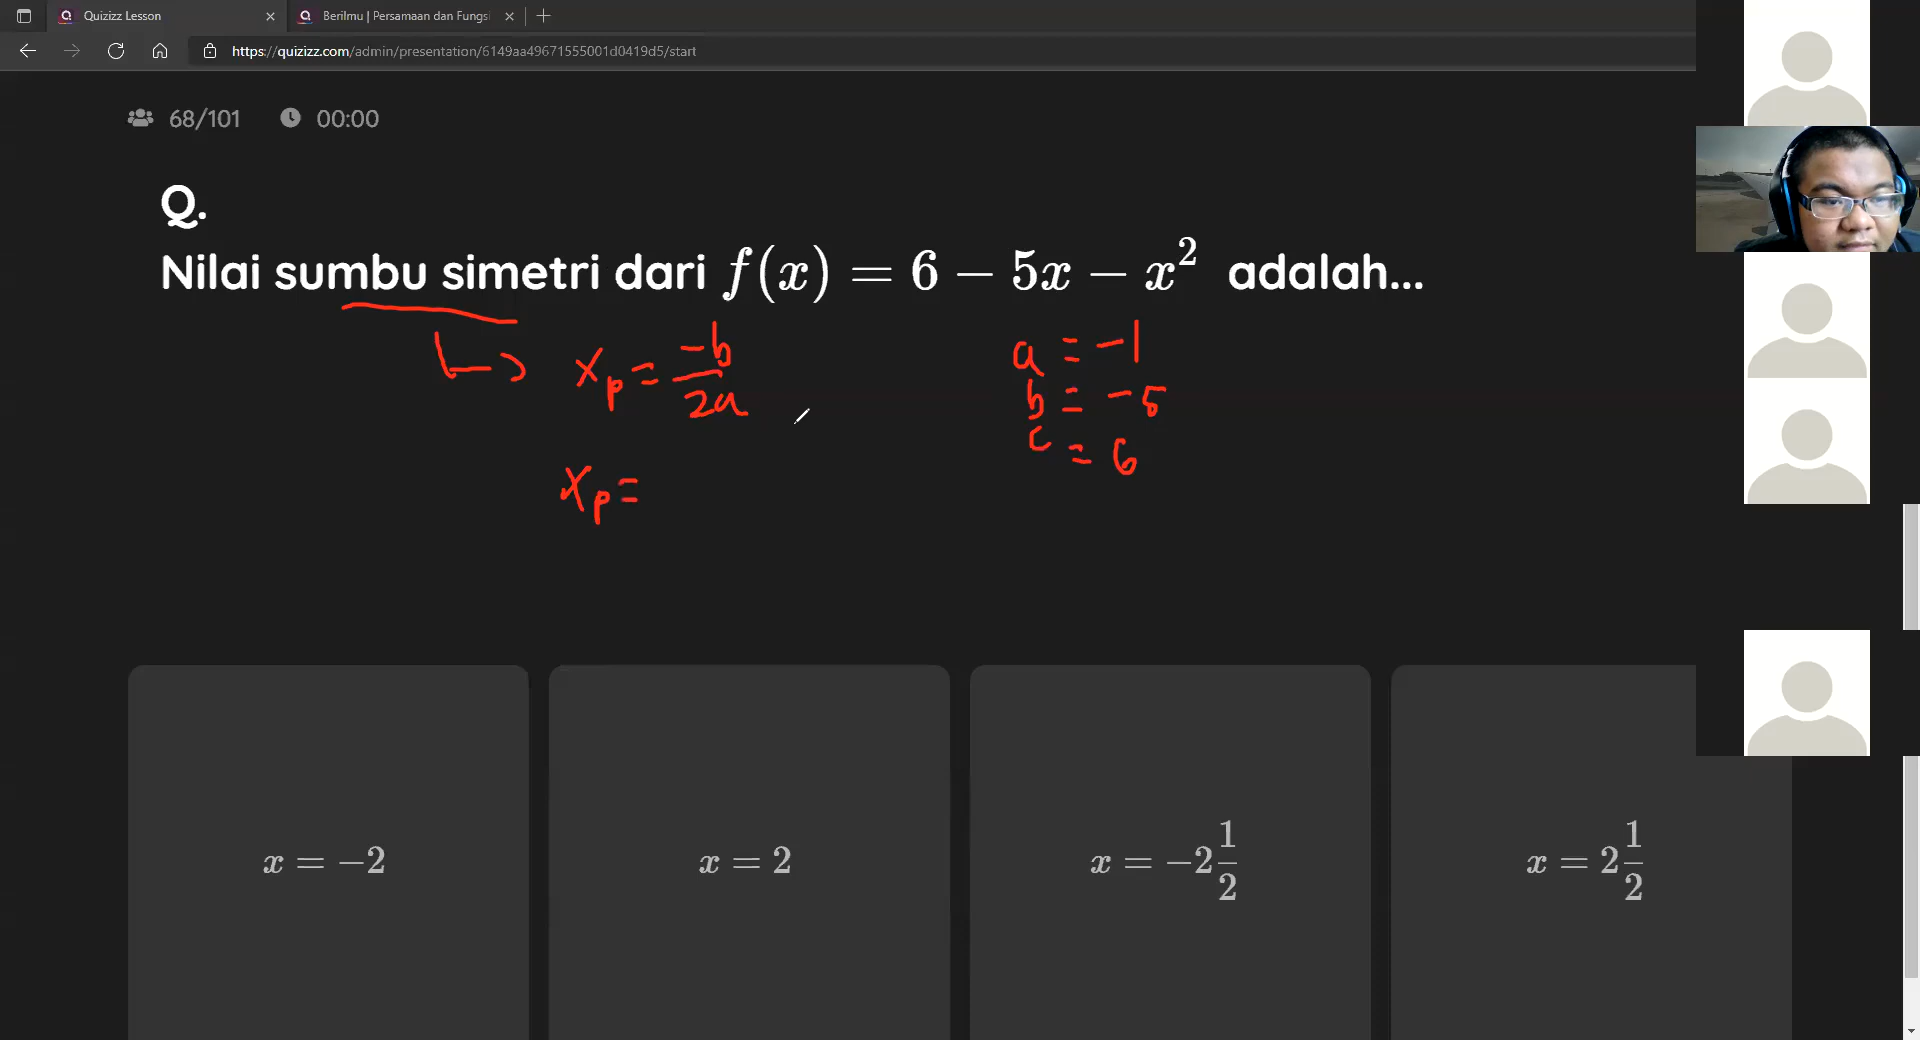 Quizizz Lesson
Berilmu | Persamaan dan Fungsi
https://quizizz.com/admin/presentation/6149aa49671555001d0419d5/start
68/101 00:00
Q.
Nilai sumbu simetri dari f(x) = 6 − 5x − x² adalah...
xₚ = -b/2a
a = -1
b = -5
c = 6
xₚ =
x = −2
x = 2
x = −2 1/2
x = 2 1/2